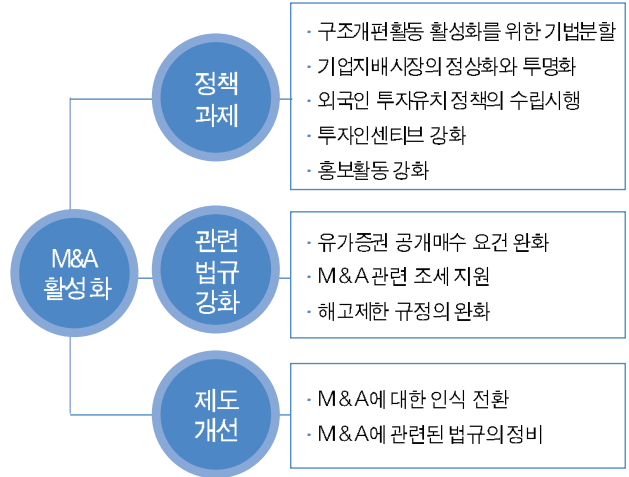 정책
과제
· 구조개편활동 활성화를 위한 기법분할
· 기업지배시장의 정상화와 투명화
· 외국인 투자유치 정책의 수립시행
· 투자인센티브 강화
· 홍보활동 강화
M&A
활성화
관련
법규
강화
· 유가증권 공개매수 요건 완화
· M&A관련 조세 지원
· 해고제한 규정의 완화
제도
개선
· M&A에 대한 인식 전환
· M&A에 관련된 법규의 정비